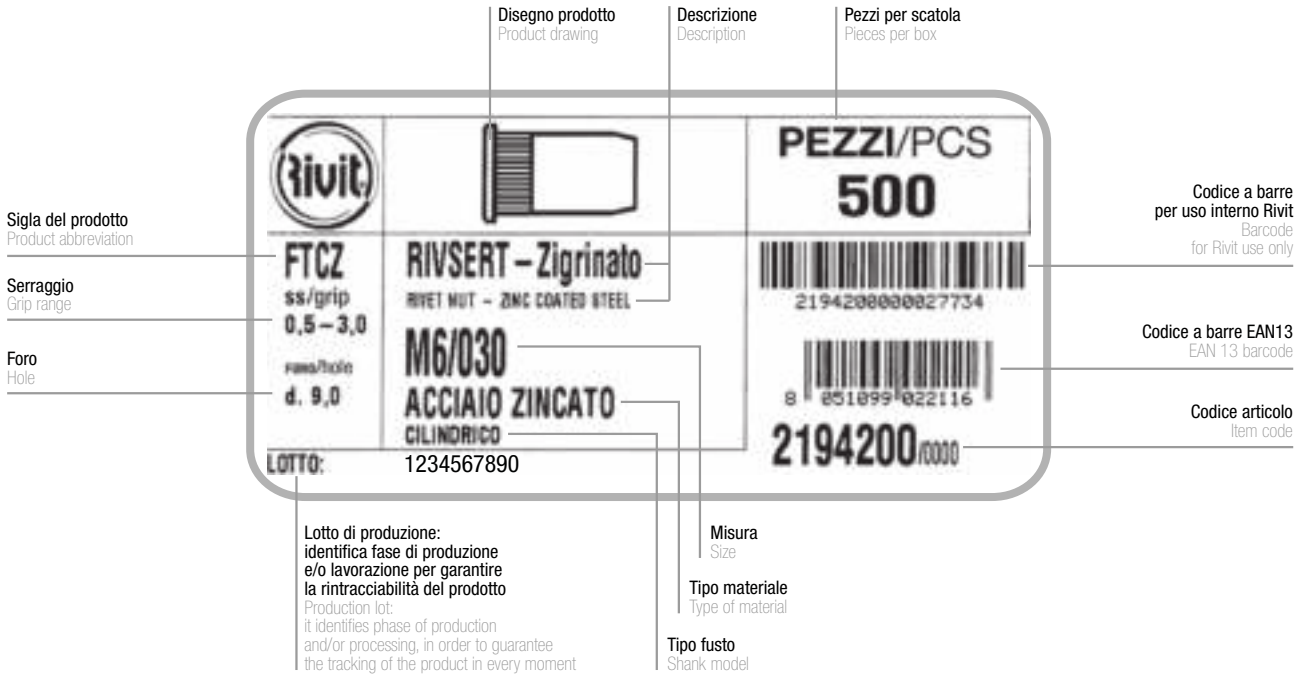 Disegno prodotto
Product drawing
Descrizione
Description
Pezzi per scatola
Pieces per box
Rivit
PEZZI/PCS
500
Sigla del prodotto
Product abbreviation
Serraggio
Grip range
Foro
Hole
FTCZ
ss/grip
0,5–3,0
FORO/hole
d. 9,0
RIVSERT – Zigrinato
RIVET NUT – ZINC COATED STEEL
M6/030
ACCIAIO ZINCATO
CILINDRICO
LOTTO: 1234567890
2194200000027734
8 051099 022116
2194200/0000
Codice a barre
per uso interno Rivit
Barcode
for Rivit use only
Codice a barre EAN13
EAN 13 barcode
Codice articolo
Item code
Lotto di produzione:
identifica fase di produzione
e/o lavorazione per garantire
la rintracciabilità del prodotto
Production lot:
it identifies phase of production
and/or processing, in order to guarantee
the tracking of the product in every moment
Misura
Size
Tipo materiale
Type of material
Tipo fusto
Shank model